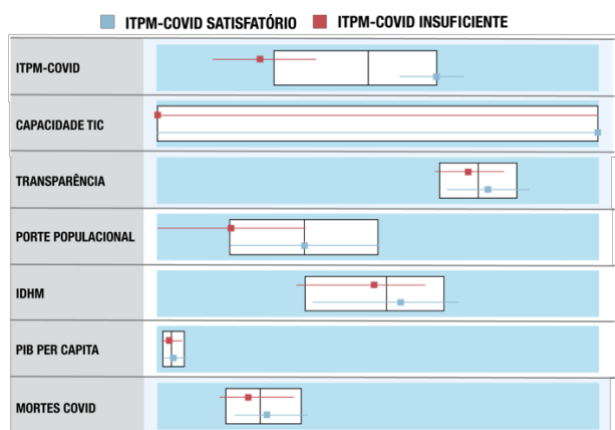 ITPM-COVID SATISFATÓRIO ITPM-COVID INSUFICIENTE
ITPM-COVID
CAPACIDADE TIC
TRANSPARÊNCIA
PORTE POPULACIONAL
IDHM
PIB PER CAPITA
MORTES COVID